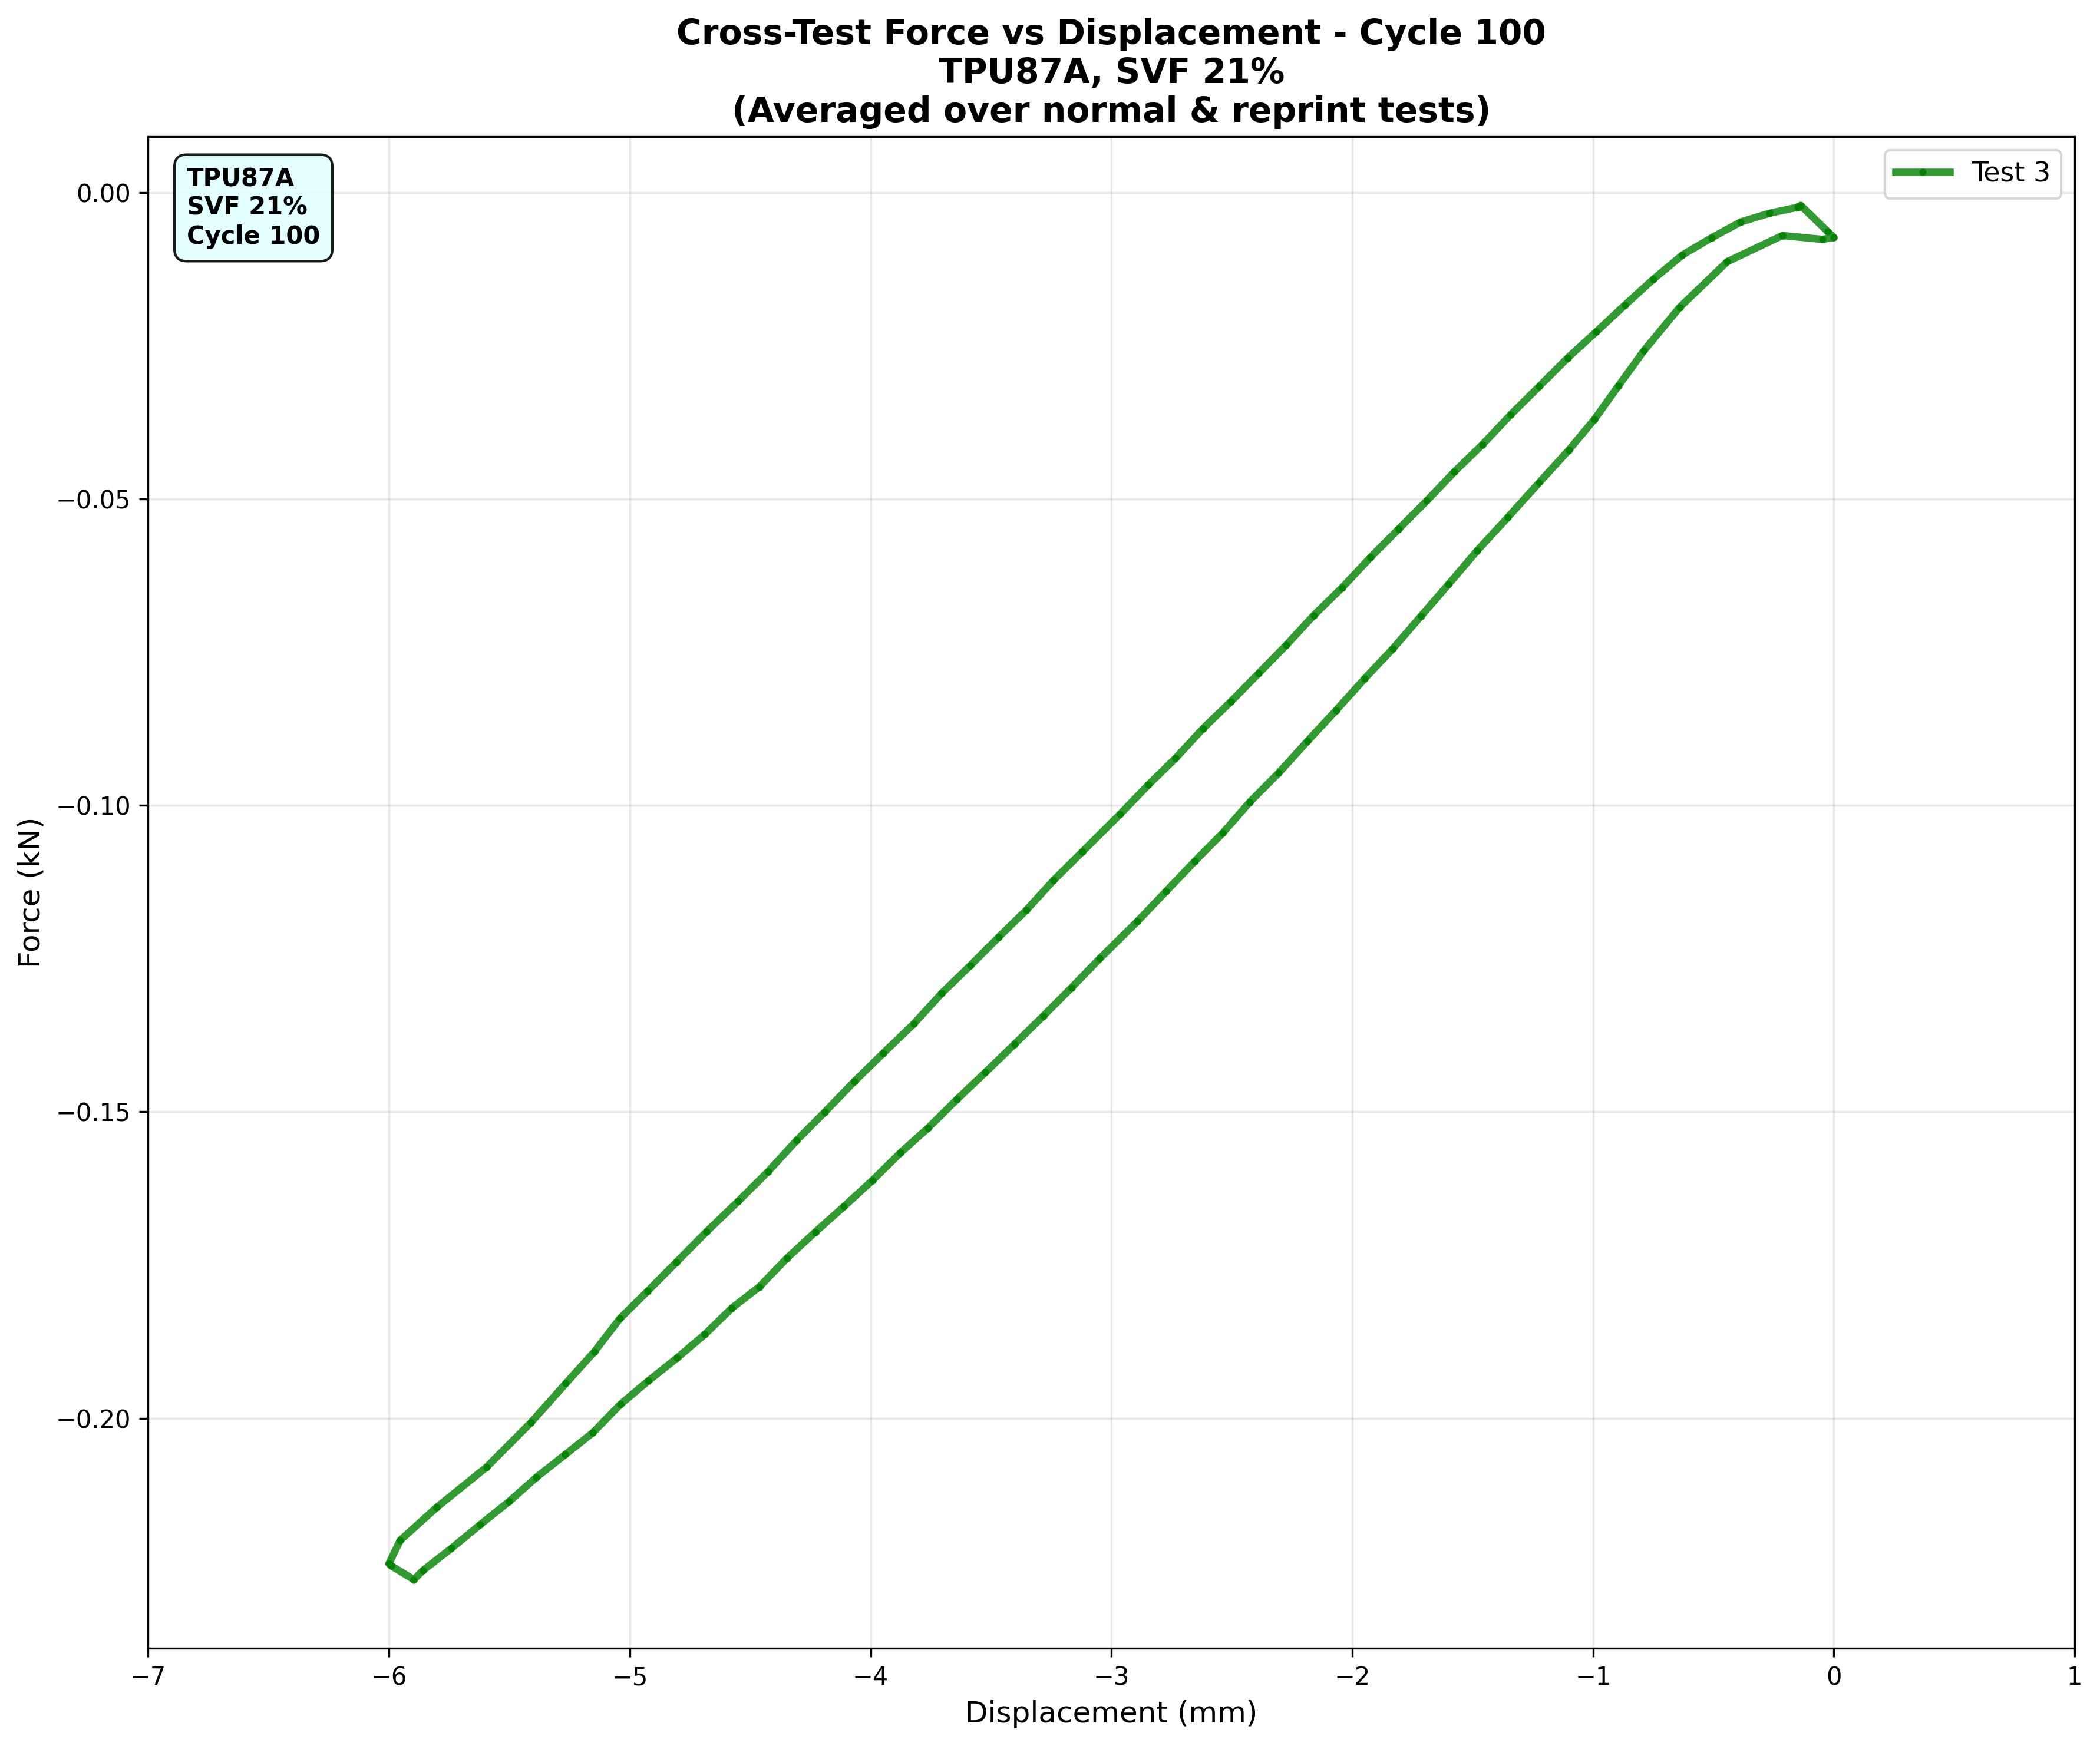 Cross-Test Force vs Displacement - Cycle 100
TPU87A, SVF 21%
(Averaged over normal & reprint tests)
TPU87A
SVF 21%
Cycle 100
Test 3
0.00
−0.05
−0.10
−0.15
−0.20
Force (kN)
−7
−6
−5
−4
−3
−2
−1
0
1
Displacement (mm)